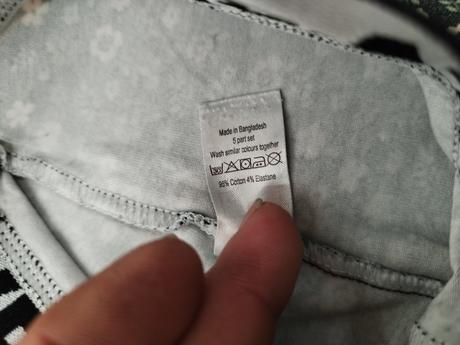 Made in Bangladesh
5 part set
Wash similar colours together
96% Cotton 4% Elastane